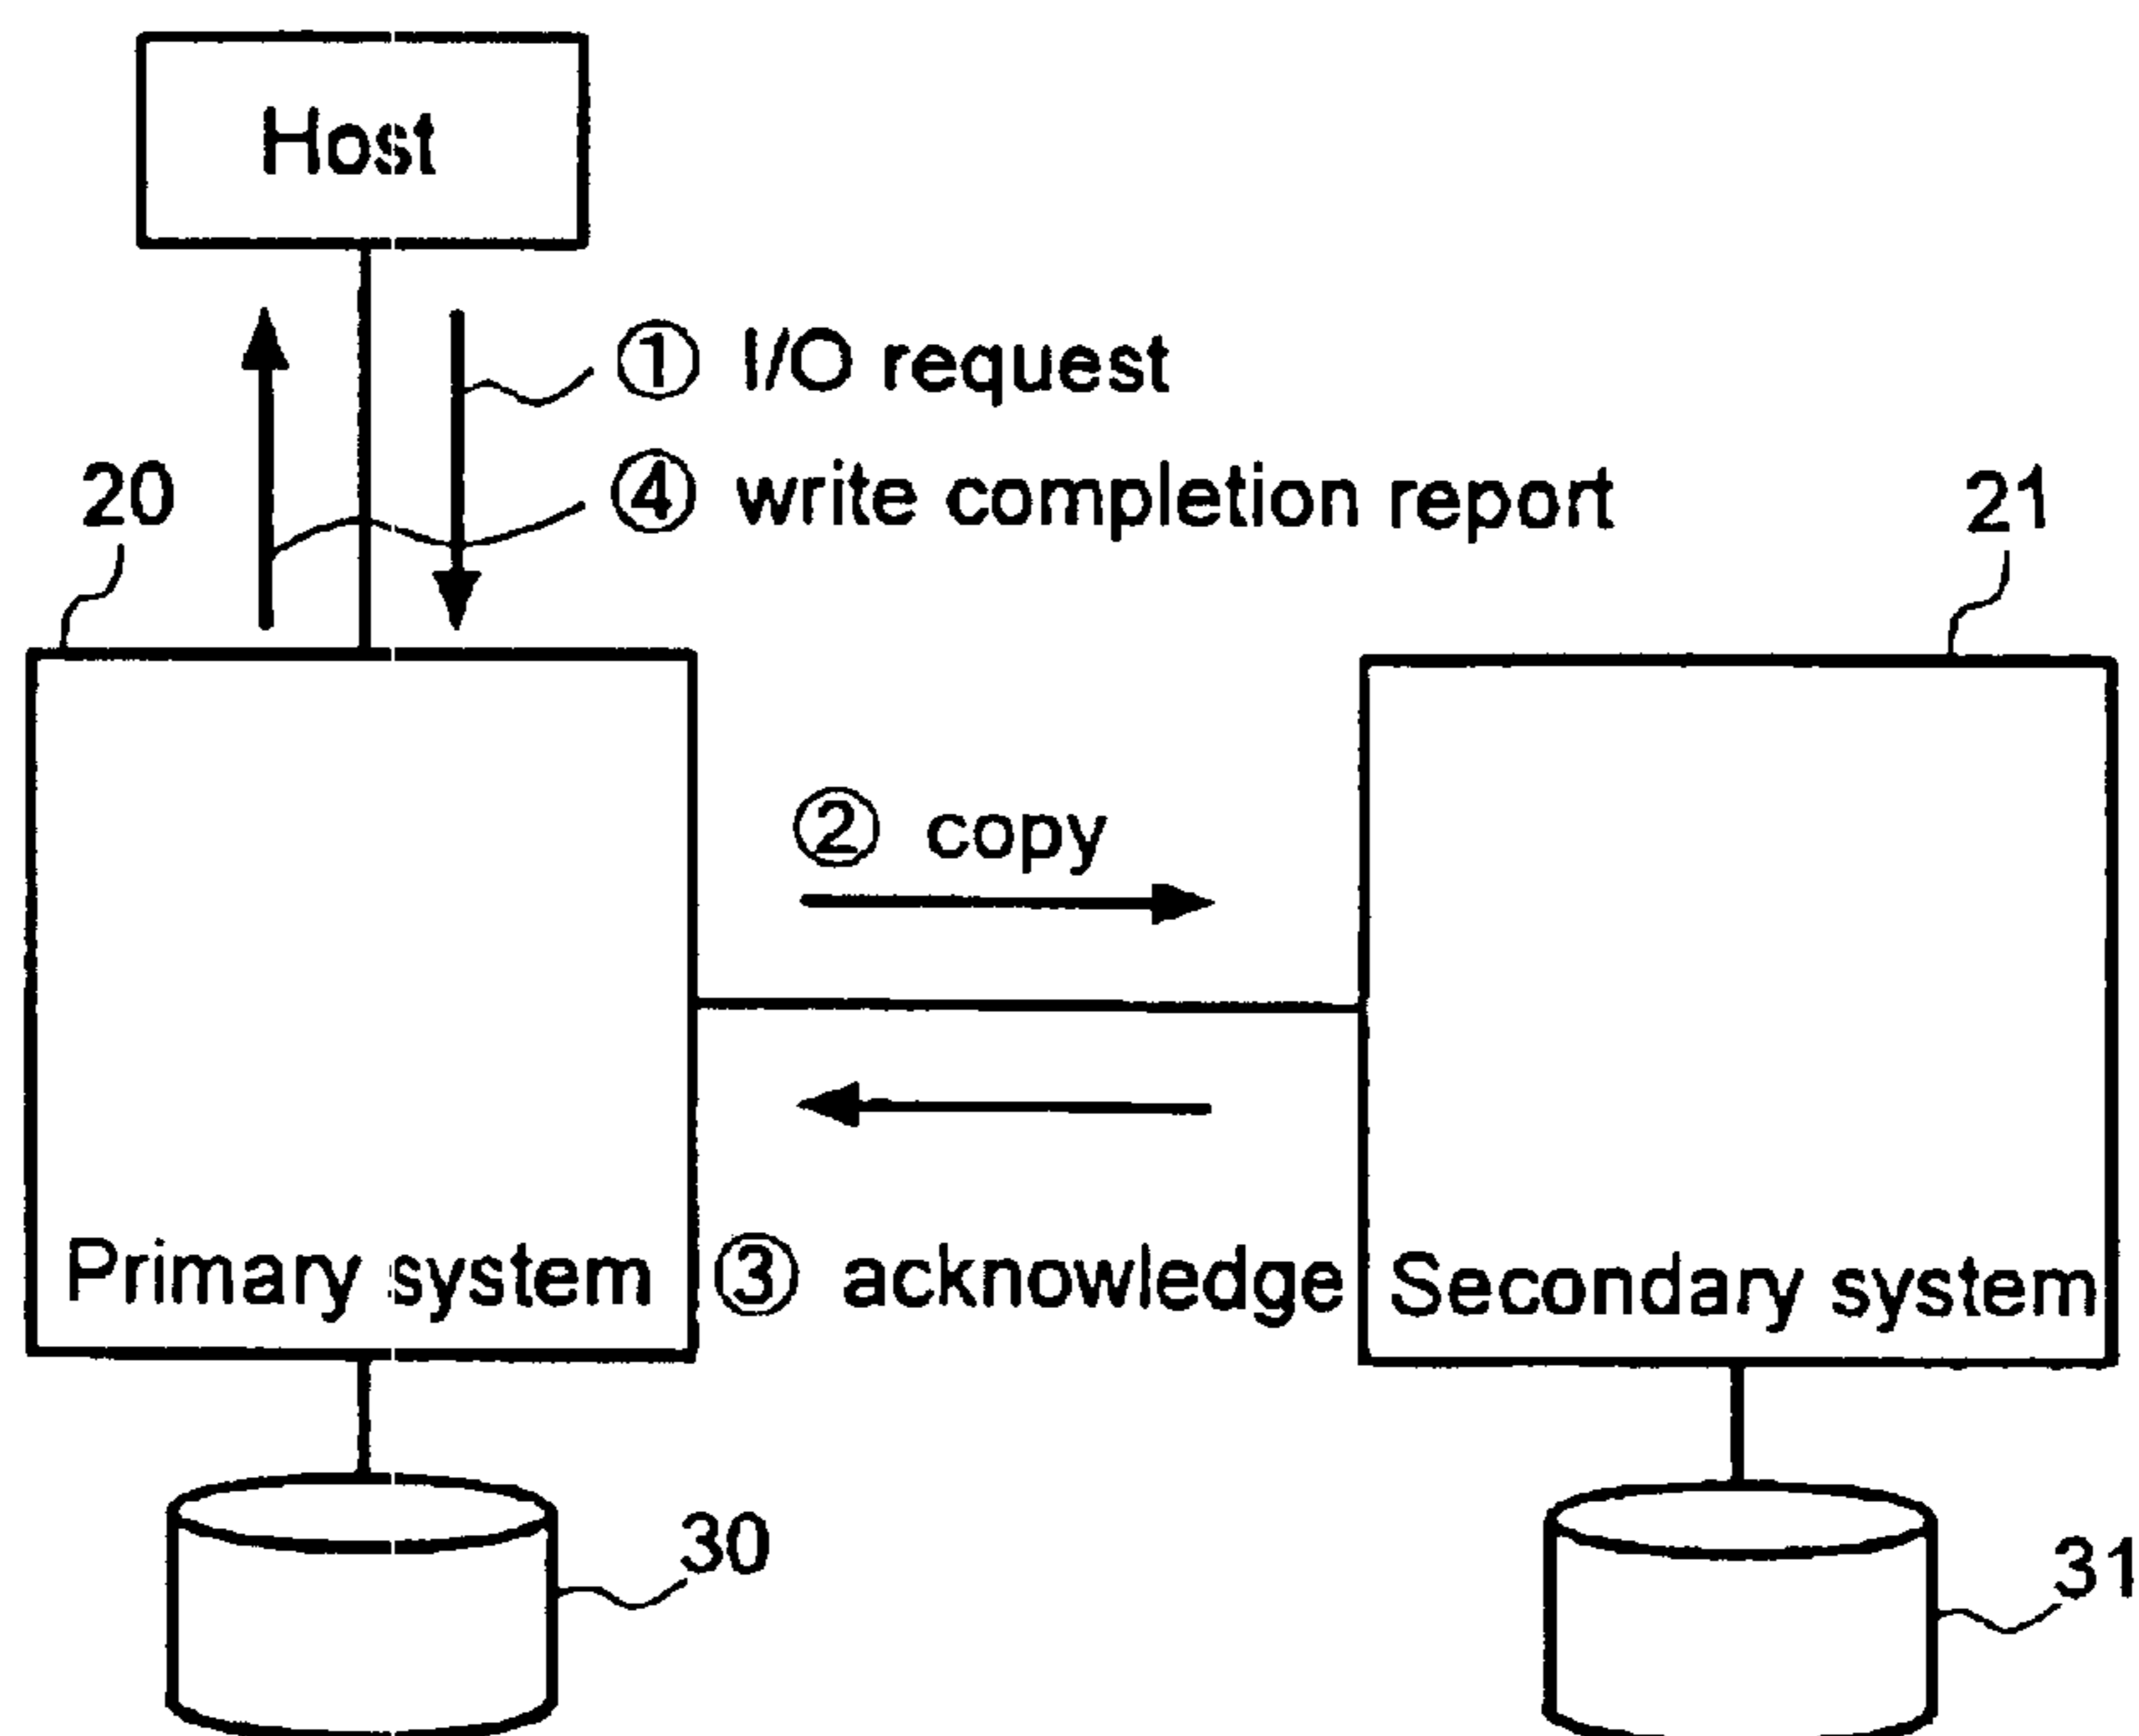 Host
① I/O request
④ write completion report
20
21
② copy
Primary system
③ acknowledge
Secondary system
30
31